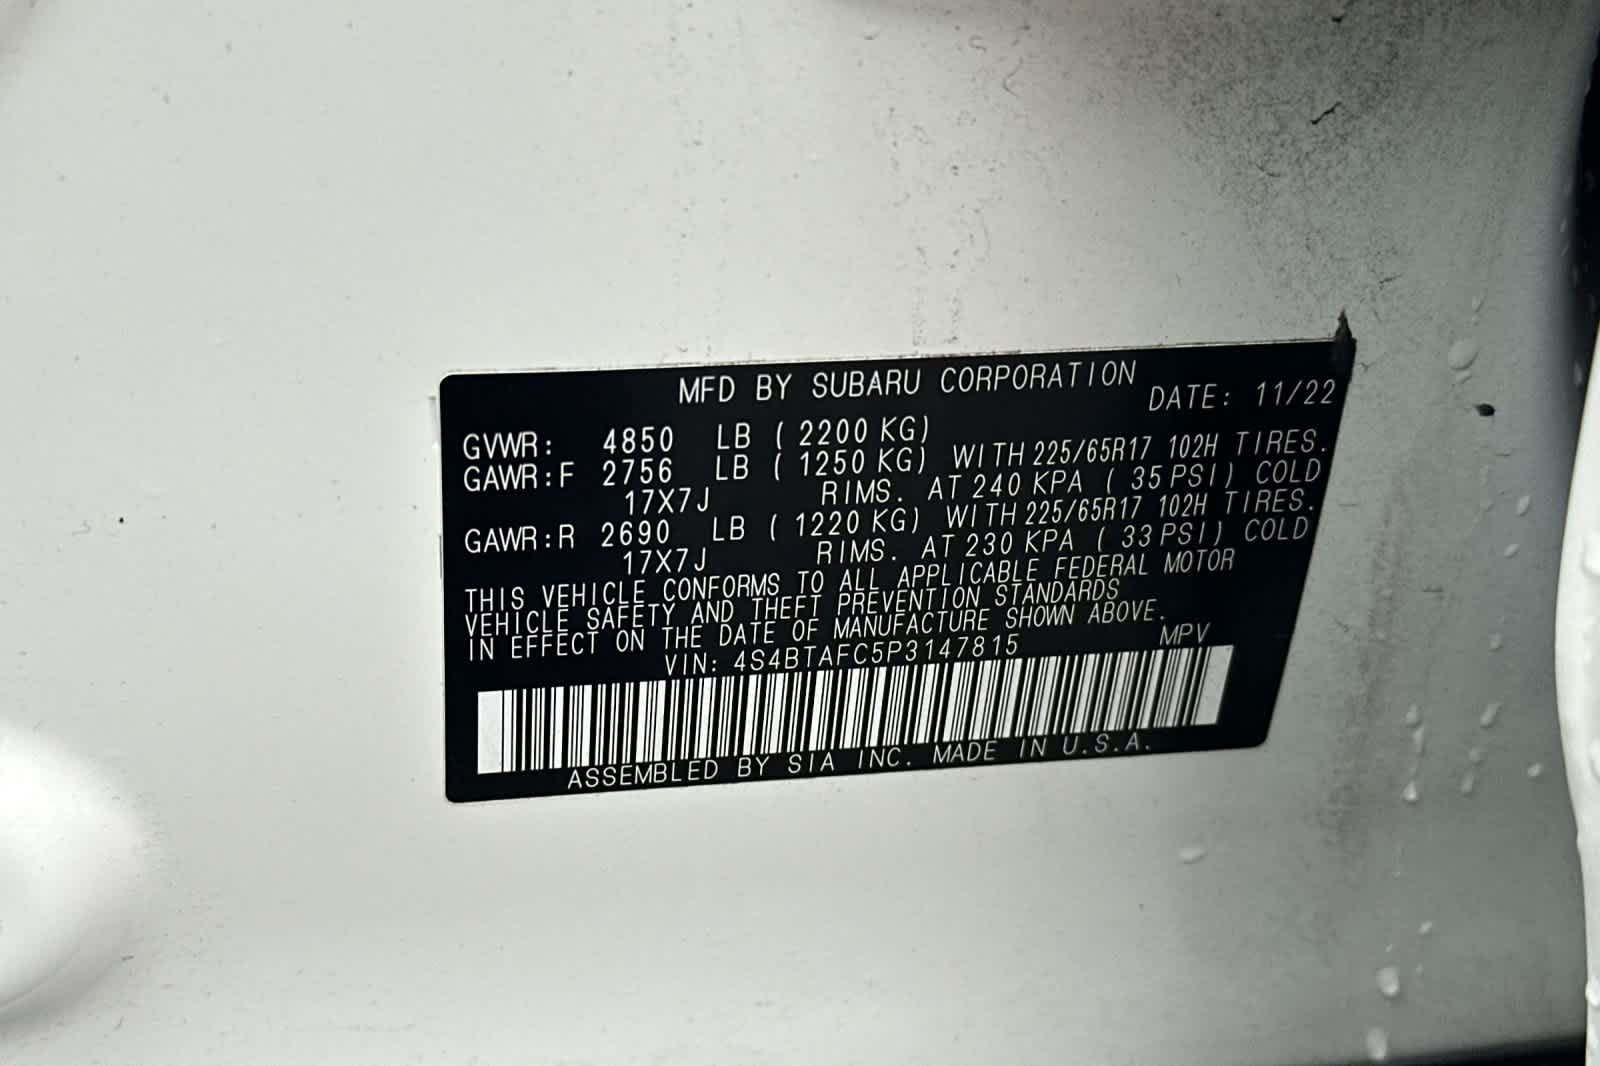 MFD BY SUBARU CORPORATION
DATE: 11/22
GVWR: 4850 LB ( 2200 KG)
GAWR:F 2756 LB ( 1250 KG) WITH 225/65R17 102H TIRES.
17X7J RIMS. AT 240 KPA ( 35 PSI) COLD
GAWR:R 2690 LB ( 1220 KG) WITH 225/65R17 102H TIRES.
17X7J RIMS. AT 230 KPA ( 33 PSI) COLD
THIS VEHICLE CONFORMS TO ALL APPLICABLE FEDERAL MOTOR
VEHICLE SAFETY AND THEFT PREVENTION STANDARDS
IN EFFECT ON THE DATE OF MANUFACTURE SHOWN ABOVE.
VIN: 4S4BTAFC5P3147815 MPV
ASSEMBLED BY SIA INC. MADE IN U.S.A.